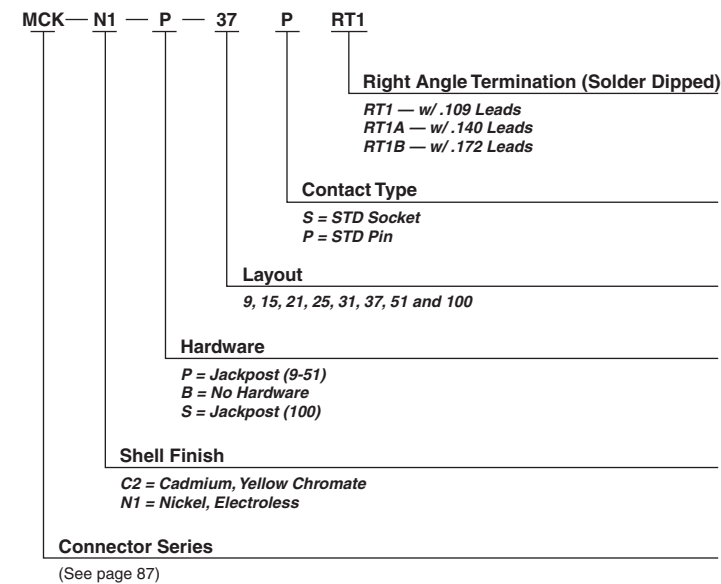 MCK — N1 — P — 37 P RT1
Right Angle Termination (Solder Dipped)
RT1 — w/ .109 Leads
RT1A — w/ .140 Leads
RT1B — w/ .172 Leads
Contact Type
S = STD Socket
P = STD Pin
Layout
9, 15, 21, 25, 31, 37, 51 and 100
Hardware
P = Jackpost (9-51)
B = No Hardware
S = Jackpost (100)
Shell Finish
C2 = Cadmium, Yellow Chromate
N1 = Nickel, Electroless
Connector Series
(See page 87)